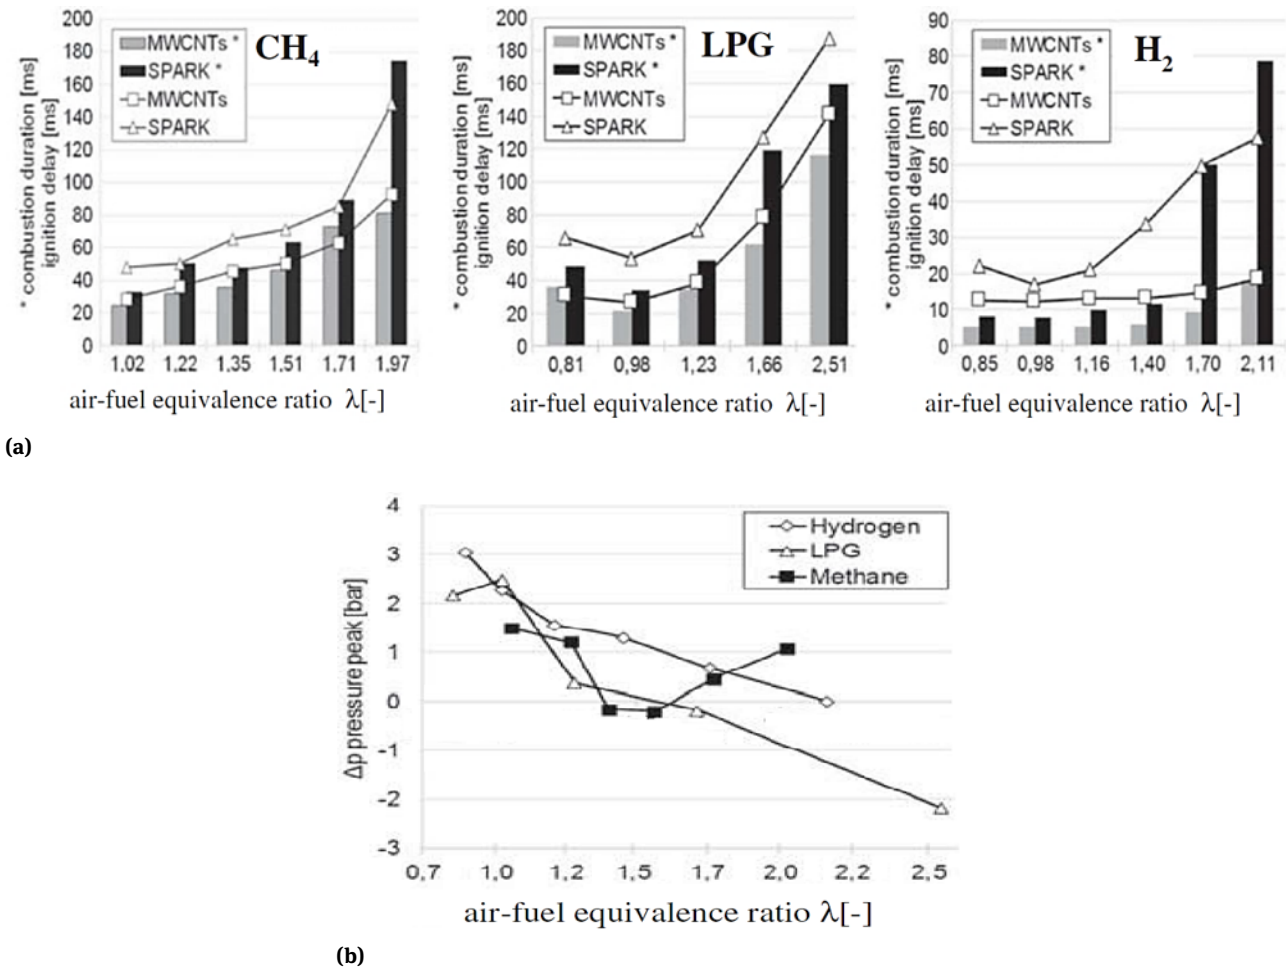 200
180
160
140
120
100
80
60
40
20
0
* combustion duration [ms]
ignition delay [ms]
MWCNTs *
SPARK *
MWCNTs
SPARK
CH4
1.02 1,22 1,35 1,51 1,71 1,97
air-fuel equivalence ratio λ[-]
200
180
160
140
120
100
80
60
40
20
0
* combustion duration [ms]
ignition delay [ms]
MWCNTs *
SPARK *
MWCNTs
SPARK
LPG
0,81 0,98 1,23 1,66 2,51
air-fuel equivalence ratio λ[-]
90
80
70
60
50
40
30
20
10
0
* combustion duration [ms]
ignition delay [ms]
MWCNTs *
SPARK *
MWCNTs
SPARK
H2
0,85 0,98 1,16 1,40 1,70 2,11
air-fuel equivalence ratio λ[-]
(a)
4
3
2
1
0
-1
-2
-3
Δp pressure peak [bar]
Hydrogen
LPG
Methane
0,7 1,0 1,2 1,5 1,7 2,0 2,2 2,5
air-fuel equivalence ratio λ[-]
(b)